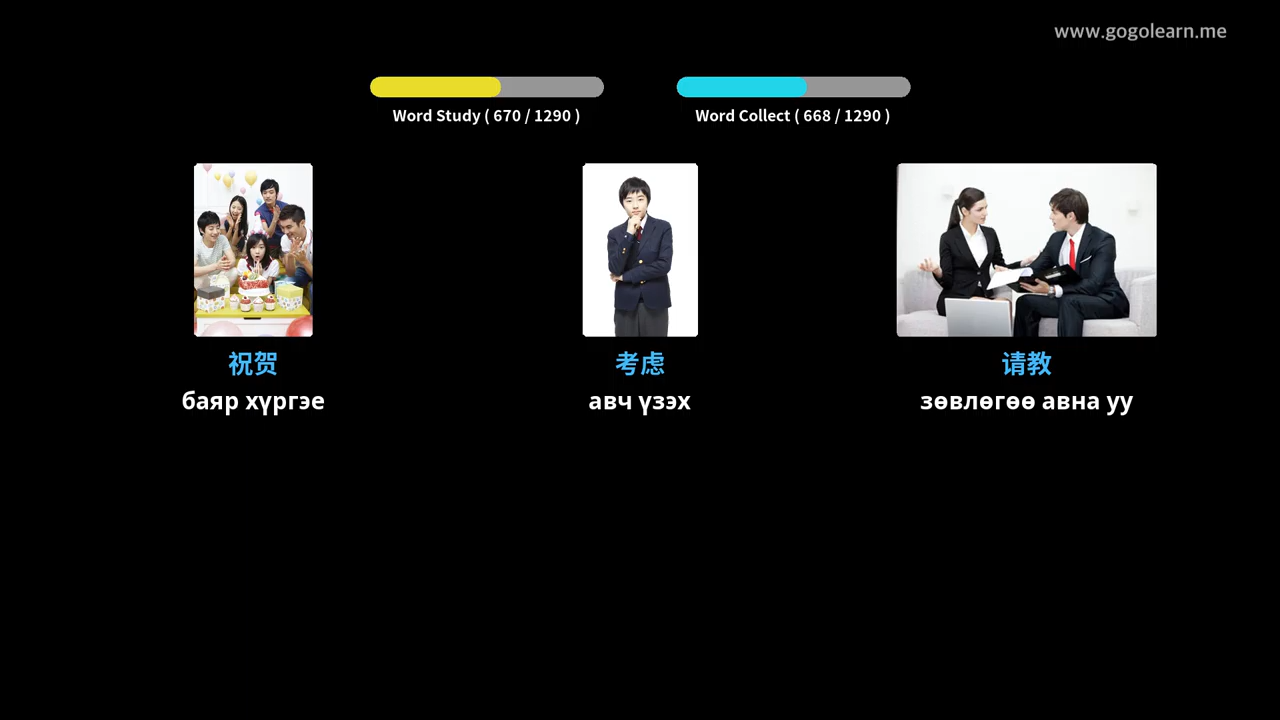 www.gogolearn.me
Word Study ( 670 / 1290 )
Word Collect ( 668 / 1290 )
祝贺
баяр хүргэе
考虑
авч үзэх
请教
зөвлөгөө авна уу